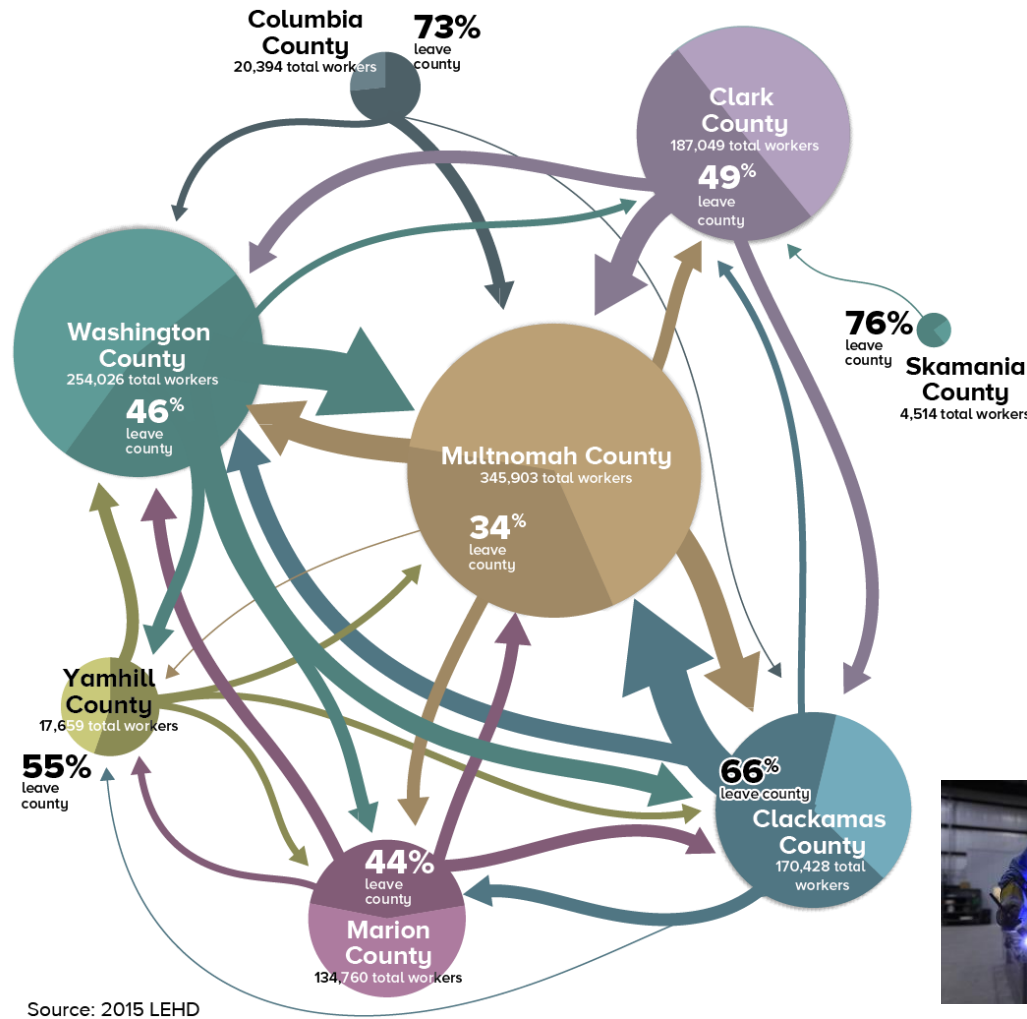 Columbia
County
20,394 total workers
73%
leave
county
Clark
County
187,049 total workers
49%
leave
county
Washington
County
254,026 total workers
46%
leave
county
76%
leave
county
Skamania
County
4,514 total workers
Multnomah County
345,903 total workers
34%
leave
county
Yamhill
County
17,659 total workers
55%
leave
county
66%
leave county
Clackamas
County
170,428 total
workers
44%
leave
county
Marion
County
134,760 total workers
Source: 2015 LEHD